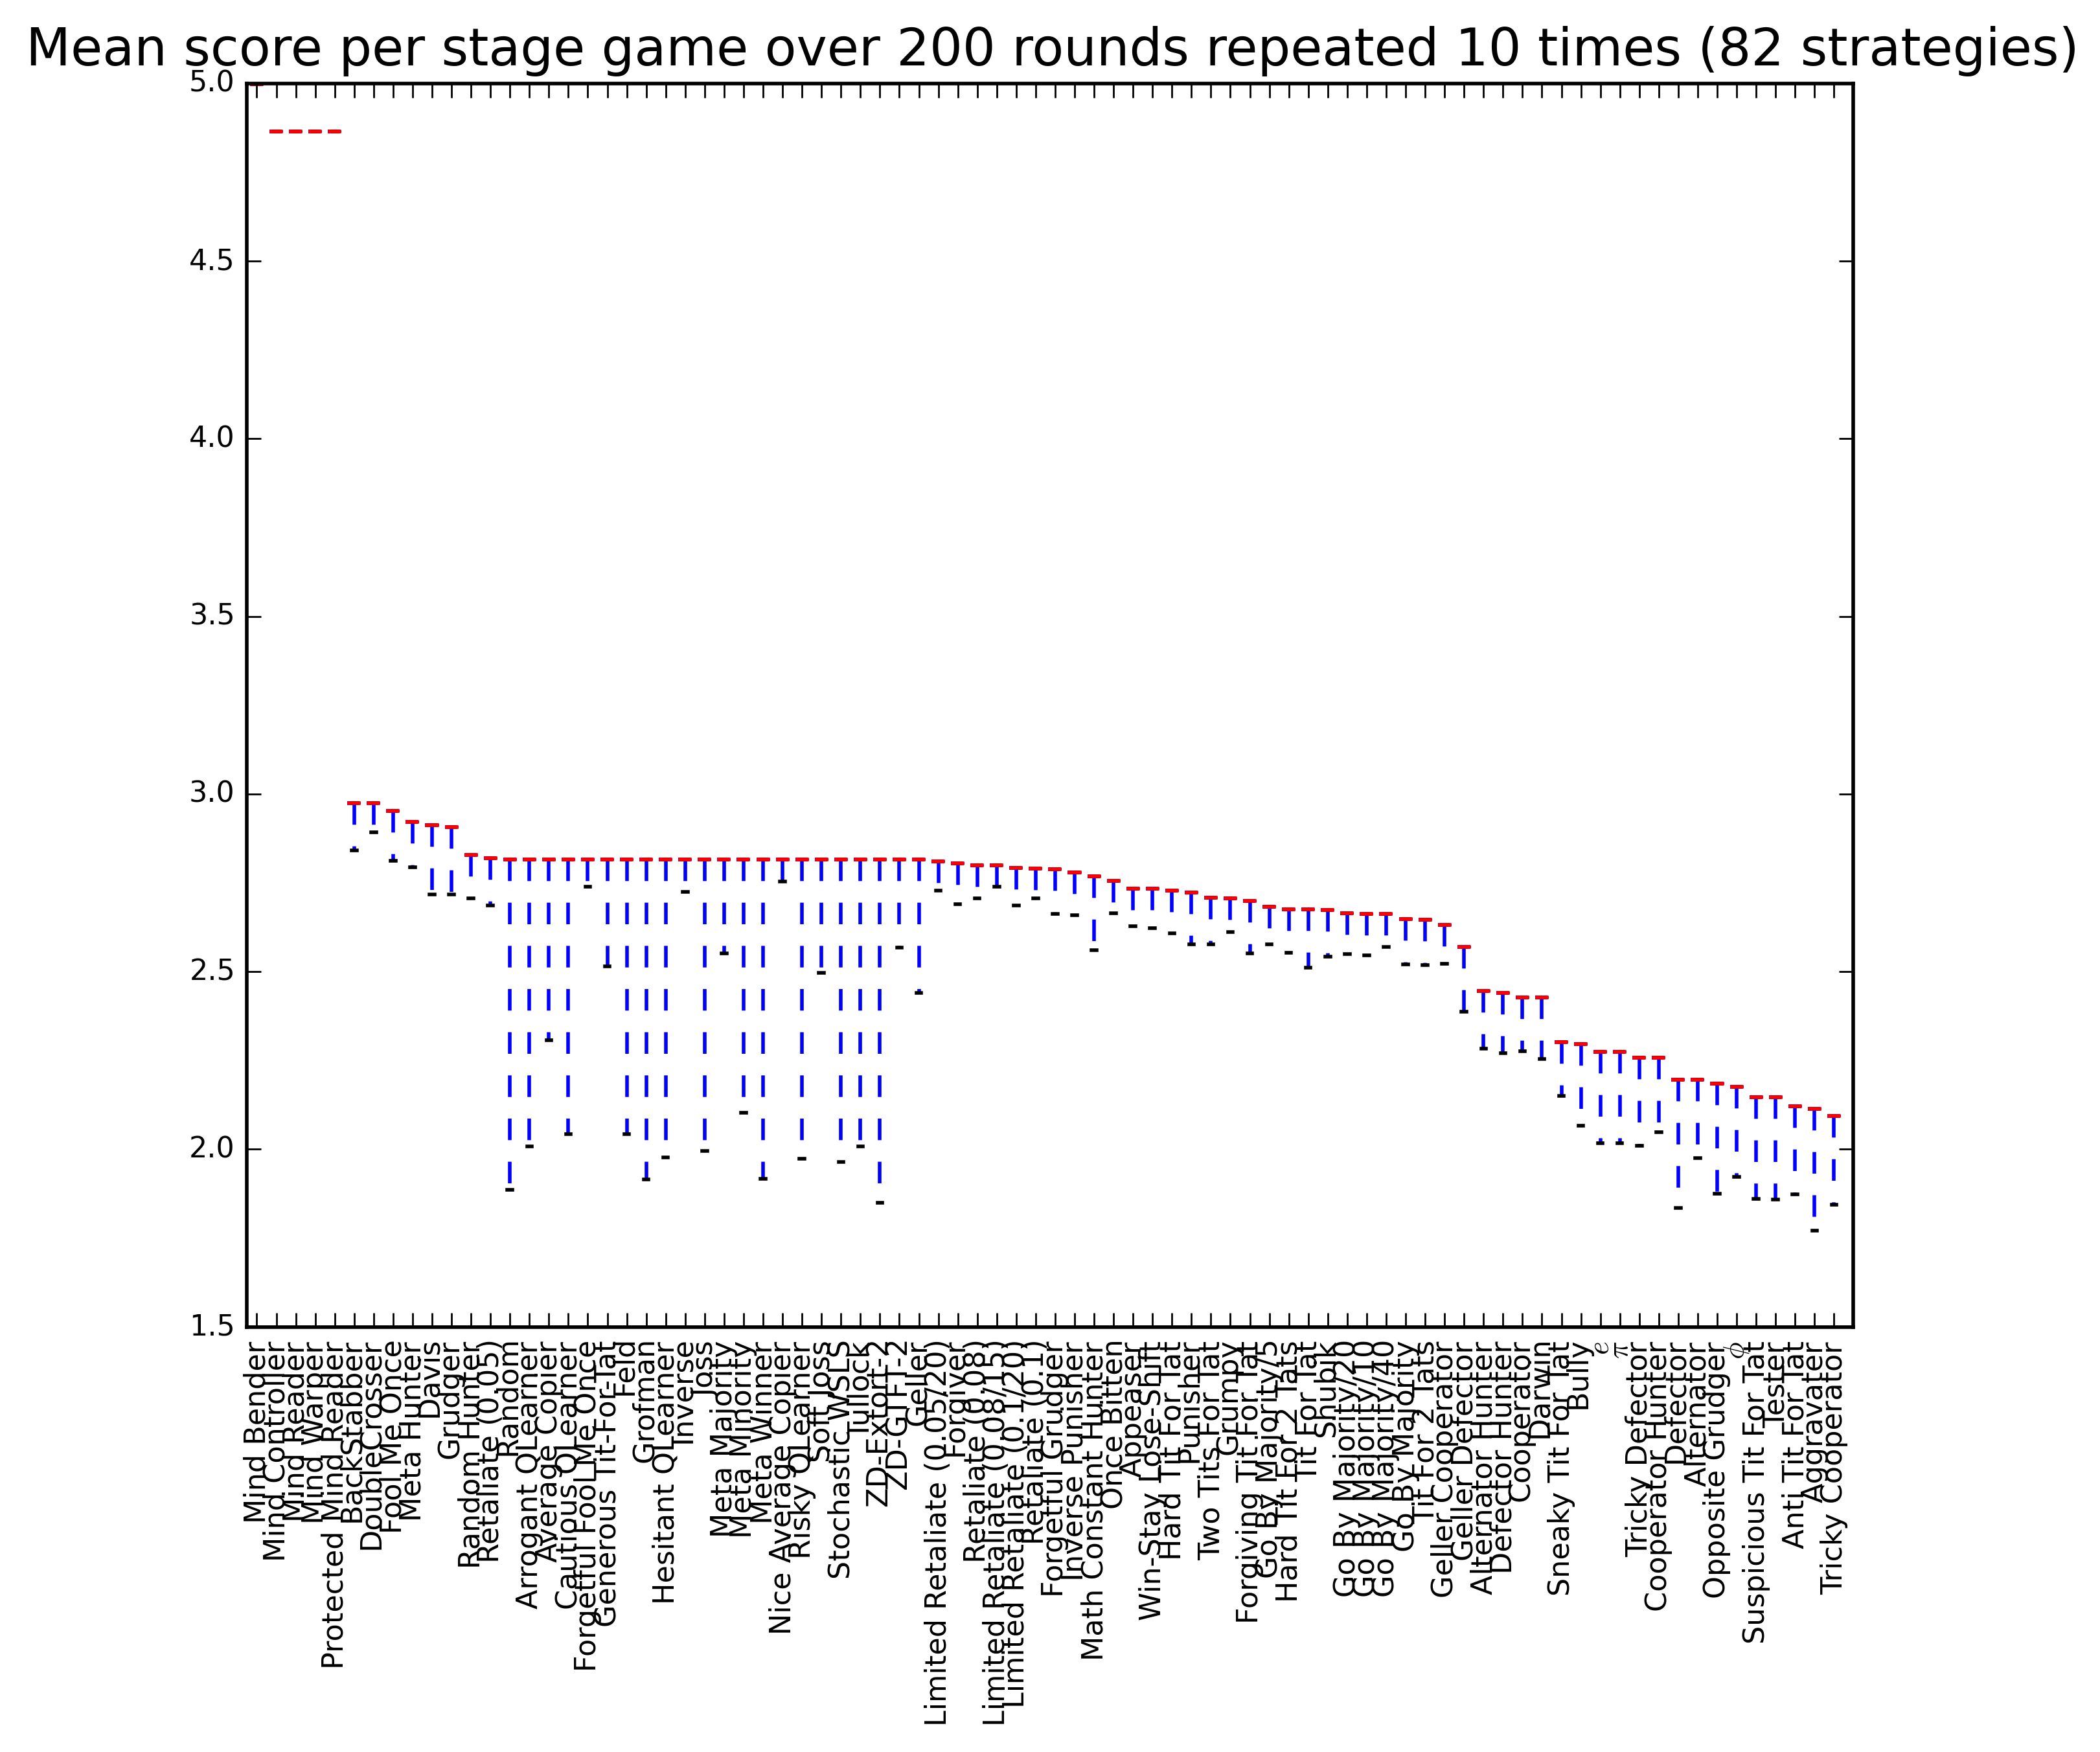 Mean score per stage game over 200 rounds repeated 10 times (82 strategies)
5.0
4.5
4.0
3.5
3.0
2.5
2.0
1.5
Mind Bender
Mind Controller
Mind Reader
Mind Warper
Protected Mind Reader
BackStabber
DoubleCrosser
Fool Me Once
Meta Hunter
Davis
Grudger
Random Hunter
Retaliate (0.05)
Random
Arrogant QLearner
Average Copier
Cautious QLearner
Forgetful Fool Me Once
Generous Tit-For-Tat
Feld
Grofman
Hesitant QLearner
Inverse
Joss
Meta Majority
Meta Minority
Meta Winner
Nice Average Copier
Risky QLearner
Soft Joss
Stochastic WSLS
Tullock
ZD-Extort-2
ZD-GTFT-2
Geller
Limited Retaliate (0.05/20)
Forgiver
Retaliate (0.08)
Limited Retaliate (0.08/15)
Limited Retaliate (0.1/20)
Retaliate (0.1)
Forgetful Grudger
Inverse Punisher
Math Constant Hunter
Once Bitten
Appeaser
Win-Stay Lose-Shift
Hard Tit For Tat
Punisher
Two Tits For Tat
Grumpy
Forgiving Tit For Tat
Go By Majority/5
Hard Tit For 2 Tats
Tit For Tat
Shubik
Go By Majority/20
Go By Majority/10
Go By Majority/40
Go By Majority
Tit For 2 Tats
Geller Cooperator
Geller Defector
Alternator Hunter
Defector Hunter
Cooperator
Darwin
Sneaky Tit For Tat
Bully
e
π
Tricky Defector
Cooperator Hunter
Defector
Alternator
Opposite Grudger
ϕ
Suspicious Tit For Tat
Tester
Anti Tit For Tat
Aggravater
Tricky Cooperator